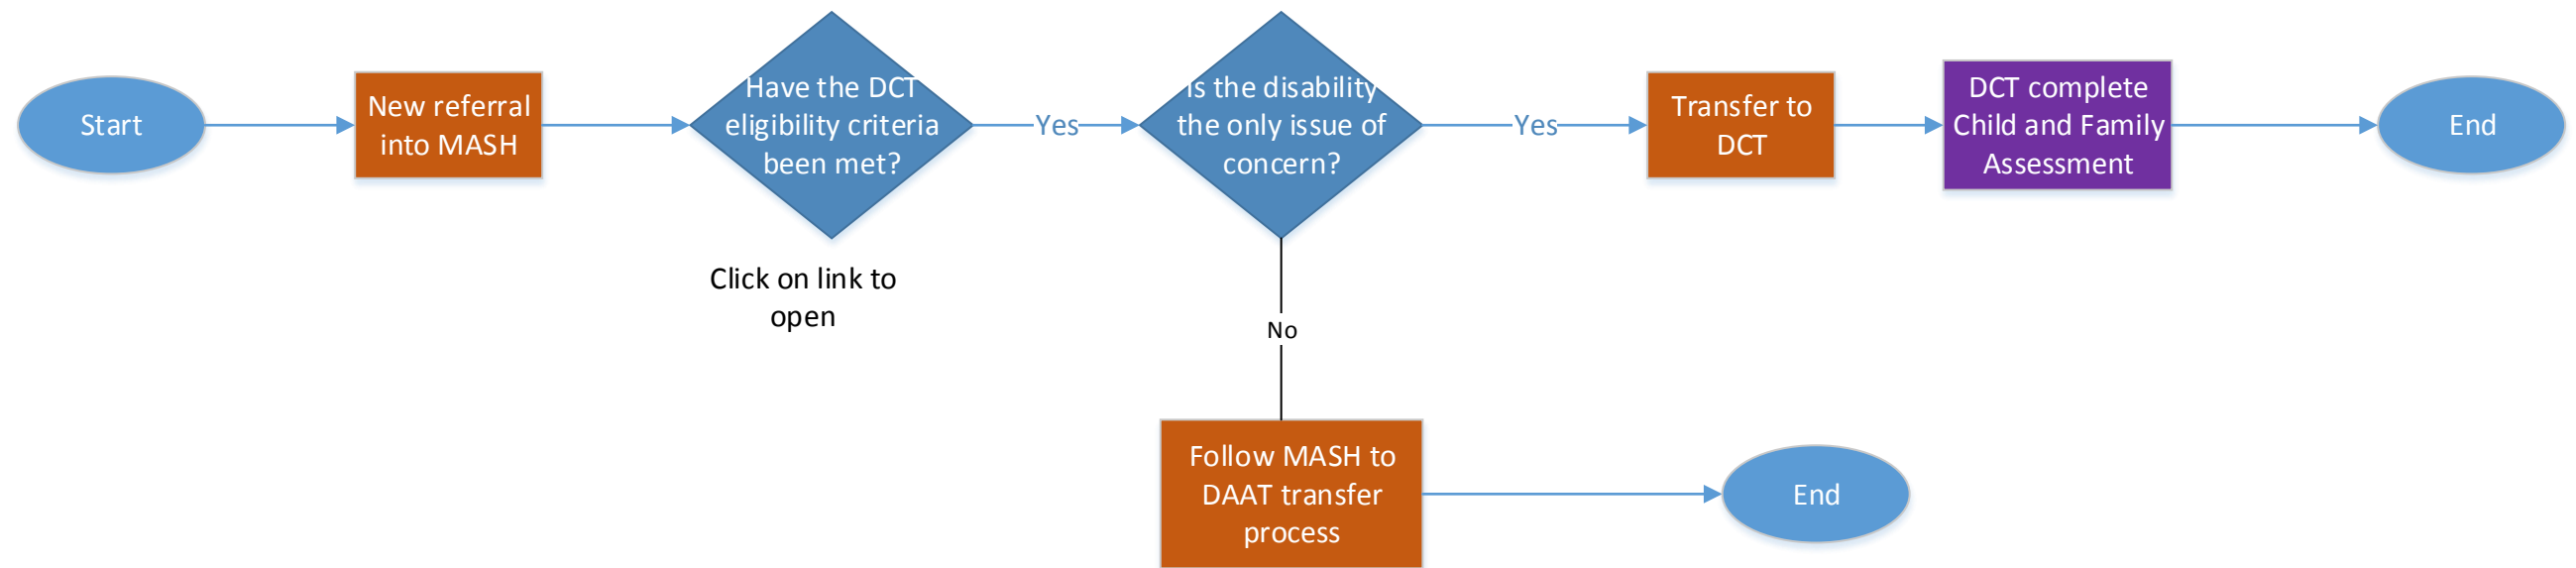 Start
New referral
into MASH
Have the DCT
eligibility criteria
been met?
Yes
Is the disability
the only issue of
concern?
Yes
Transfer to
DCT
DCT complete
Child and Family
Assessment
End
Click on link to
open
No
Follow MASH to
DAAT transfer
process
End